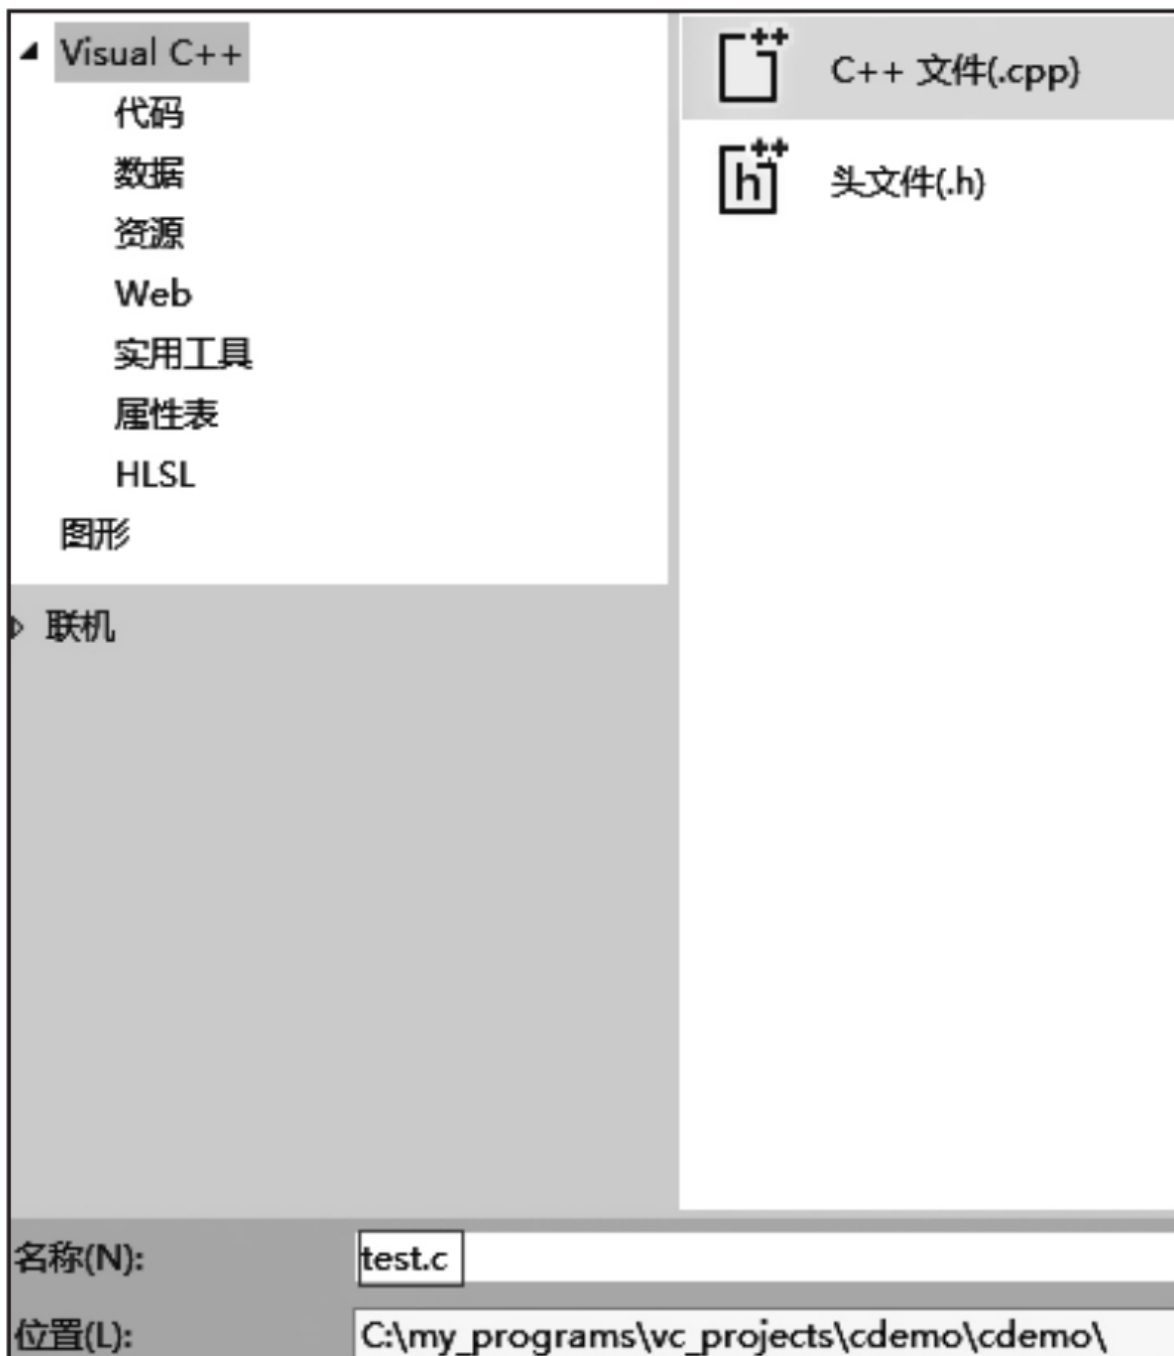 Visual C++
代码
数据
资源
Web
实用工具
属性表
HLSL
图形
联机
C++ 文件(.cpp)
h
头文件(.h)
名称(N):
test.c
位置(L):
C:\my_programs\vc_projects\cdemo\cdemo\